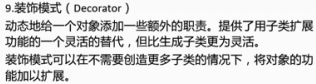 9.装饰模式（Decorator）
动态地给一个对象添加一些额外的职责。提供了用子类扩展
功能的一个灵活的替代，但比生成子类更为灵活。
装饰模式可以在不需要创造更多子类的情况下，将对象的功
能加以扩展。